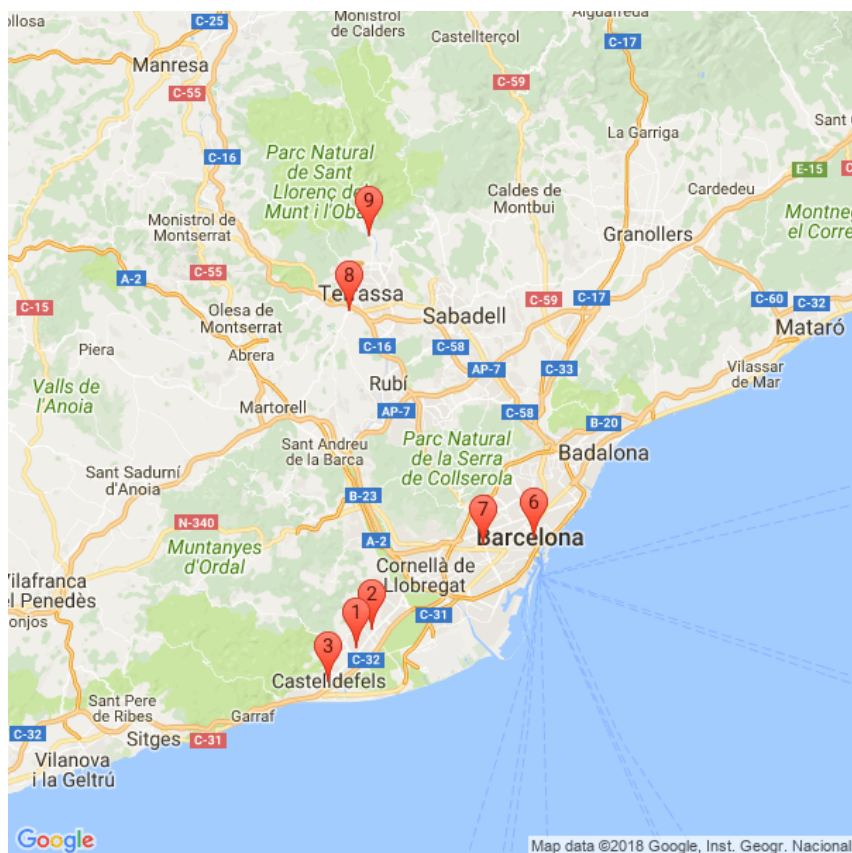 ollosa
C-25
Monistrol
de Calders
Aiguafreda
Castellterçol
C-17
Manresa
C-55
C-59
La Garriga
Sant
C-16
E-15
Parc Natural
de Sant
Llorenç del
Munt i l'Obac
Caldes de
Montbui
Cardedeu
9
Monistrol de
Montserrat
Granollers
Montne
el Corre
A-2
C-55
8
Terrassa
C-59
C-17
C-60
C-32
C-15
Olesa de
Montserrat
Sabadell
Mataró
Piera
Abrera
C-16
C-58
AP-7
C-33
Vilassar
de Mar
Valls de
l'Anoia
Rubí
Martorell
AP-7
C-58
B-20
Sant Andreu
de la Barca
Parc Natural
de la Serra
de Collserola
Badalona
Sant Sadurní
d'Anoia
B-23
N-340
7
6
Barcelona
A-2
Muntanyes
d'Ordal
Cornellà de
Llobregat
Vilafranca
el Penedès
onjos
2
1
C-31
C-32
3
Castelldefels
Sant Pere
de Ribes
Garraf
C-32
Sitges
C-31
Vilanova
i la Geltrú
Google
Map data ©2018 Google, Inst. Geogr. Nacional